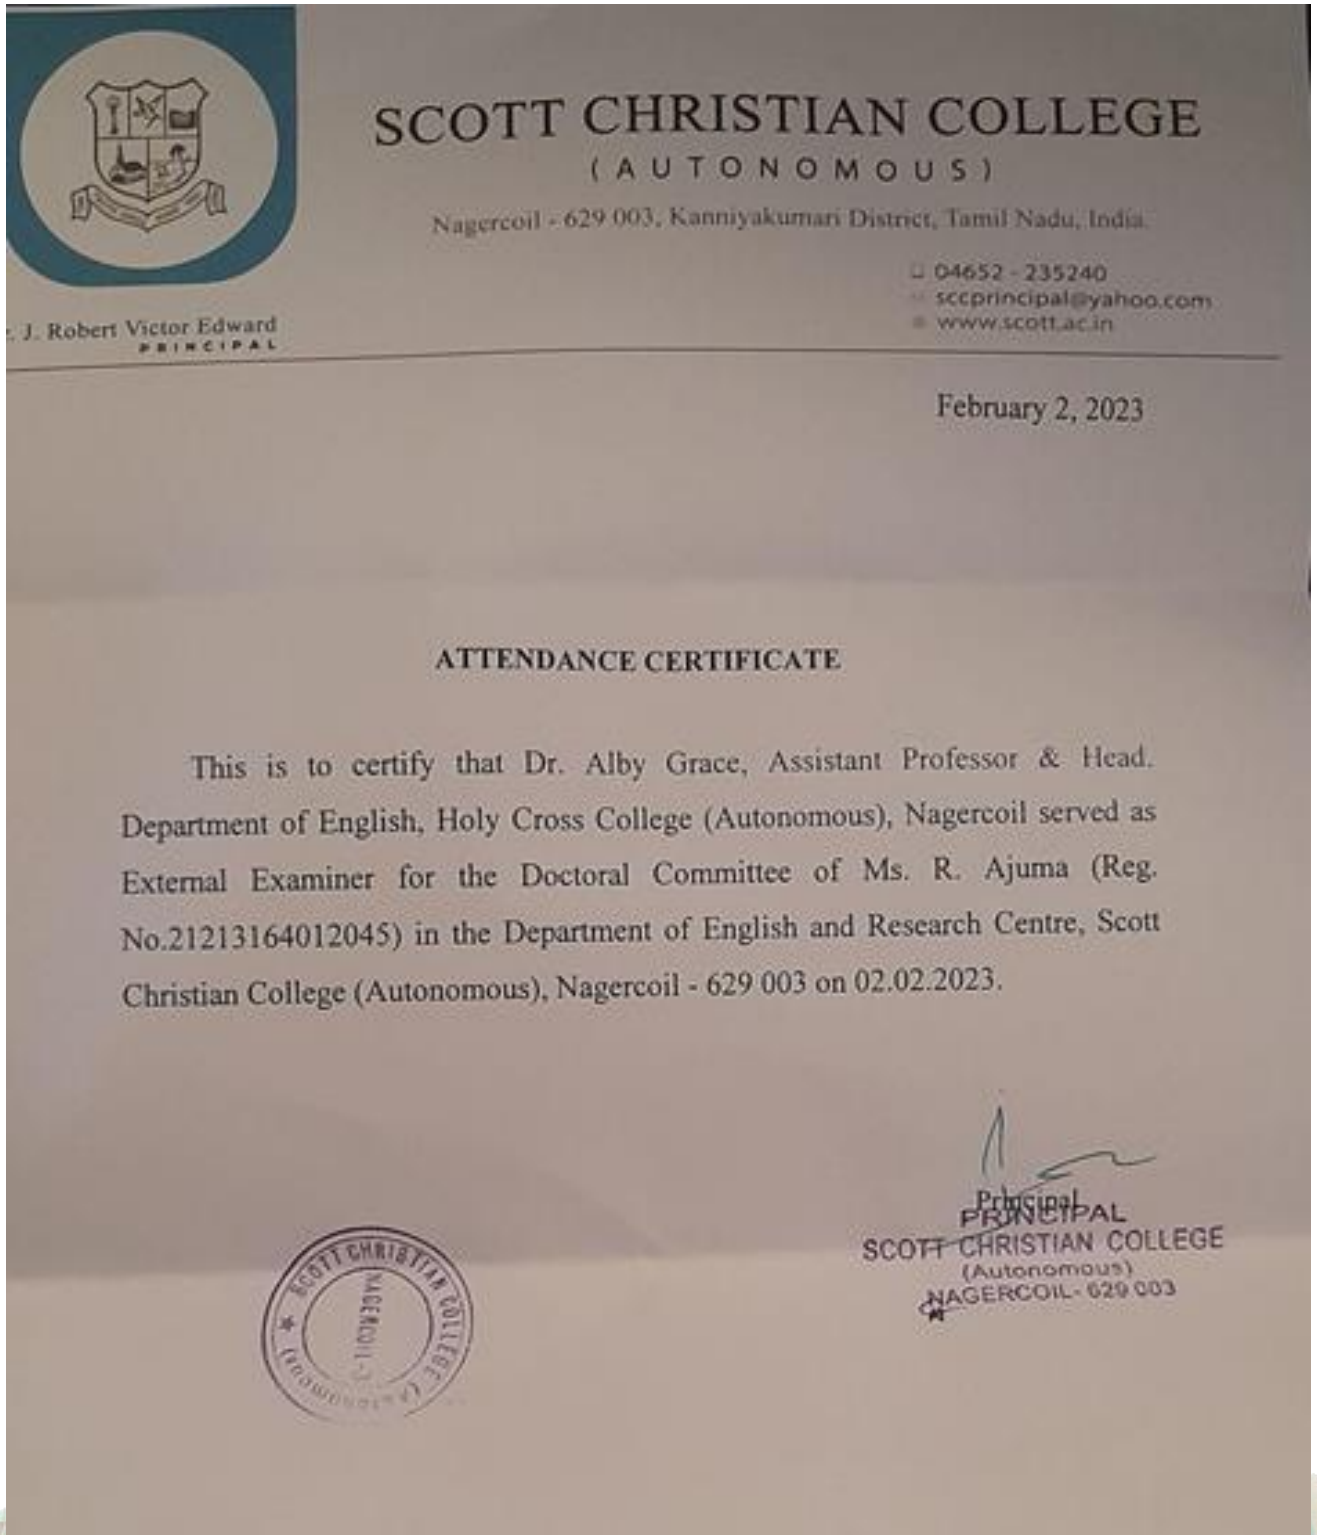 SCOTT CHRISTIAN COLLEGE
(AUTONOMOUS)
Nagercoil - 629 003, Kanniyakumari District, Tamil Nadu, India.
04652 - 235240
sccprincipal@yahoo.com
www.scott.ac.in
. J. Robert Victor Edward
PRINCIPAL
February 2, 2023
ATTENDANCE CERTIFICATE
This is to certify that Dr. Alby Grace, Assistant Professor & Head.
Department of English, Holy Cross College (Autonomous), Nagercoil served as
External Examiner for the Doctoral Committee of Ms. R. Ajuma (Reg.
No.21213164012045) in the Department of English and Research Centre, Scott
Christian College (Autonomous), Nagercoil - 629 003 on 02.02.2023.
Principal
PRINCIPAL
SCOTT CHRISTIAN COLLEGE
(Autonomous)
NAGERCOIL - 629 003
SCOTT CHRISTIAN COLLEGE (Autonomous)
NAGERCOIL -